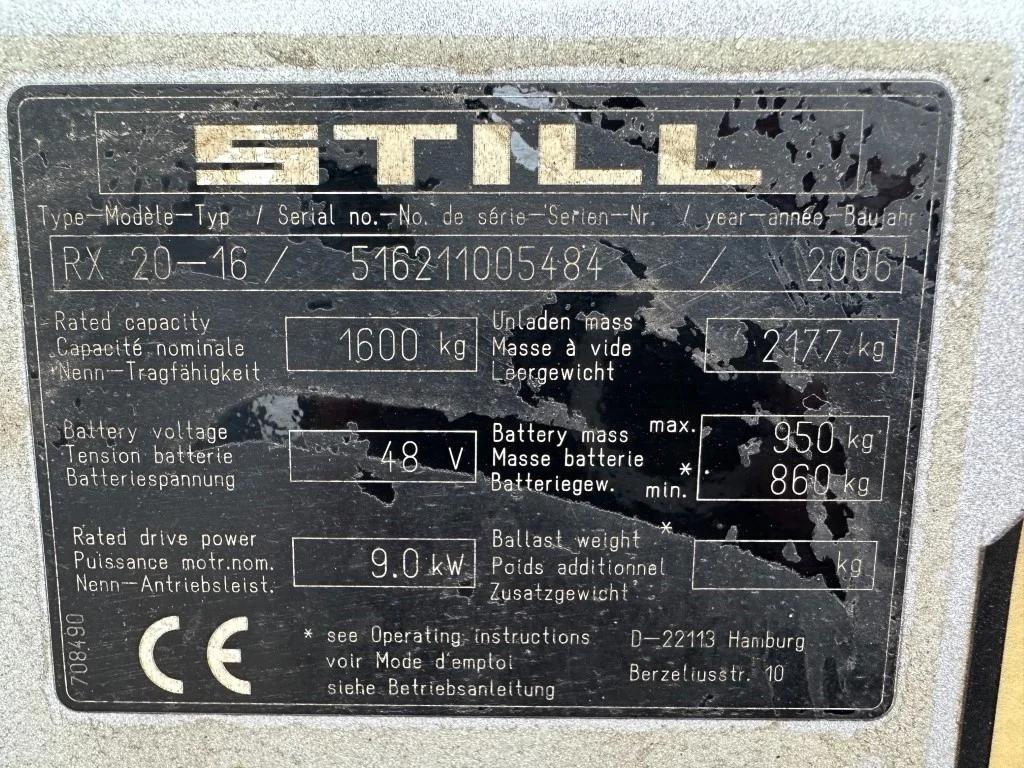 STILL
Type-Modèle-Typ / Serial no.-No. de série-Serien-Nr. / year-année-Baujahr
RX 20-16 / 516211005484 / 2006
Rated capacity
Capacité nominale
Nenn-Tragfähigkeit
1600 kg
Unladen mass
Masse à vide
Leergewicht
2177 kg
Battery voltage
Tension batterie
Batteriespannung
48 V
Battery mass max.
Masse batterie *
Batteriegew. min.
950 kg
860 kg
Rated drive power
Puissance motr.nom.
Nenn-Antriebsleist.
9.0 kW
Ballast weight *
Poids additionnel
Zusatzgewicht
kg
708490
CE
* see Operating instructions
voir Mode d'emploi
siehe Betriebsanleitung
D-22113 Hamburg
Berzeliusstr. 10